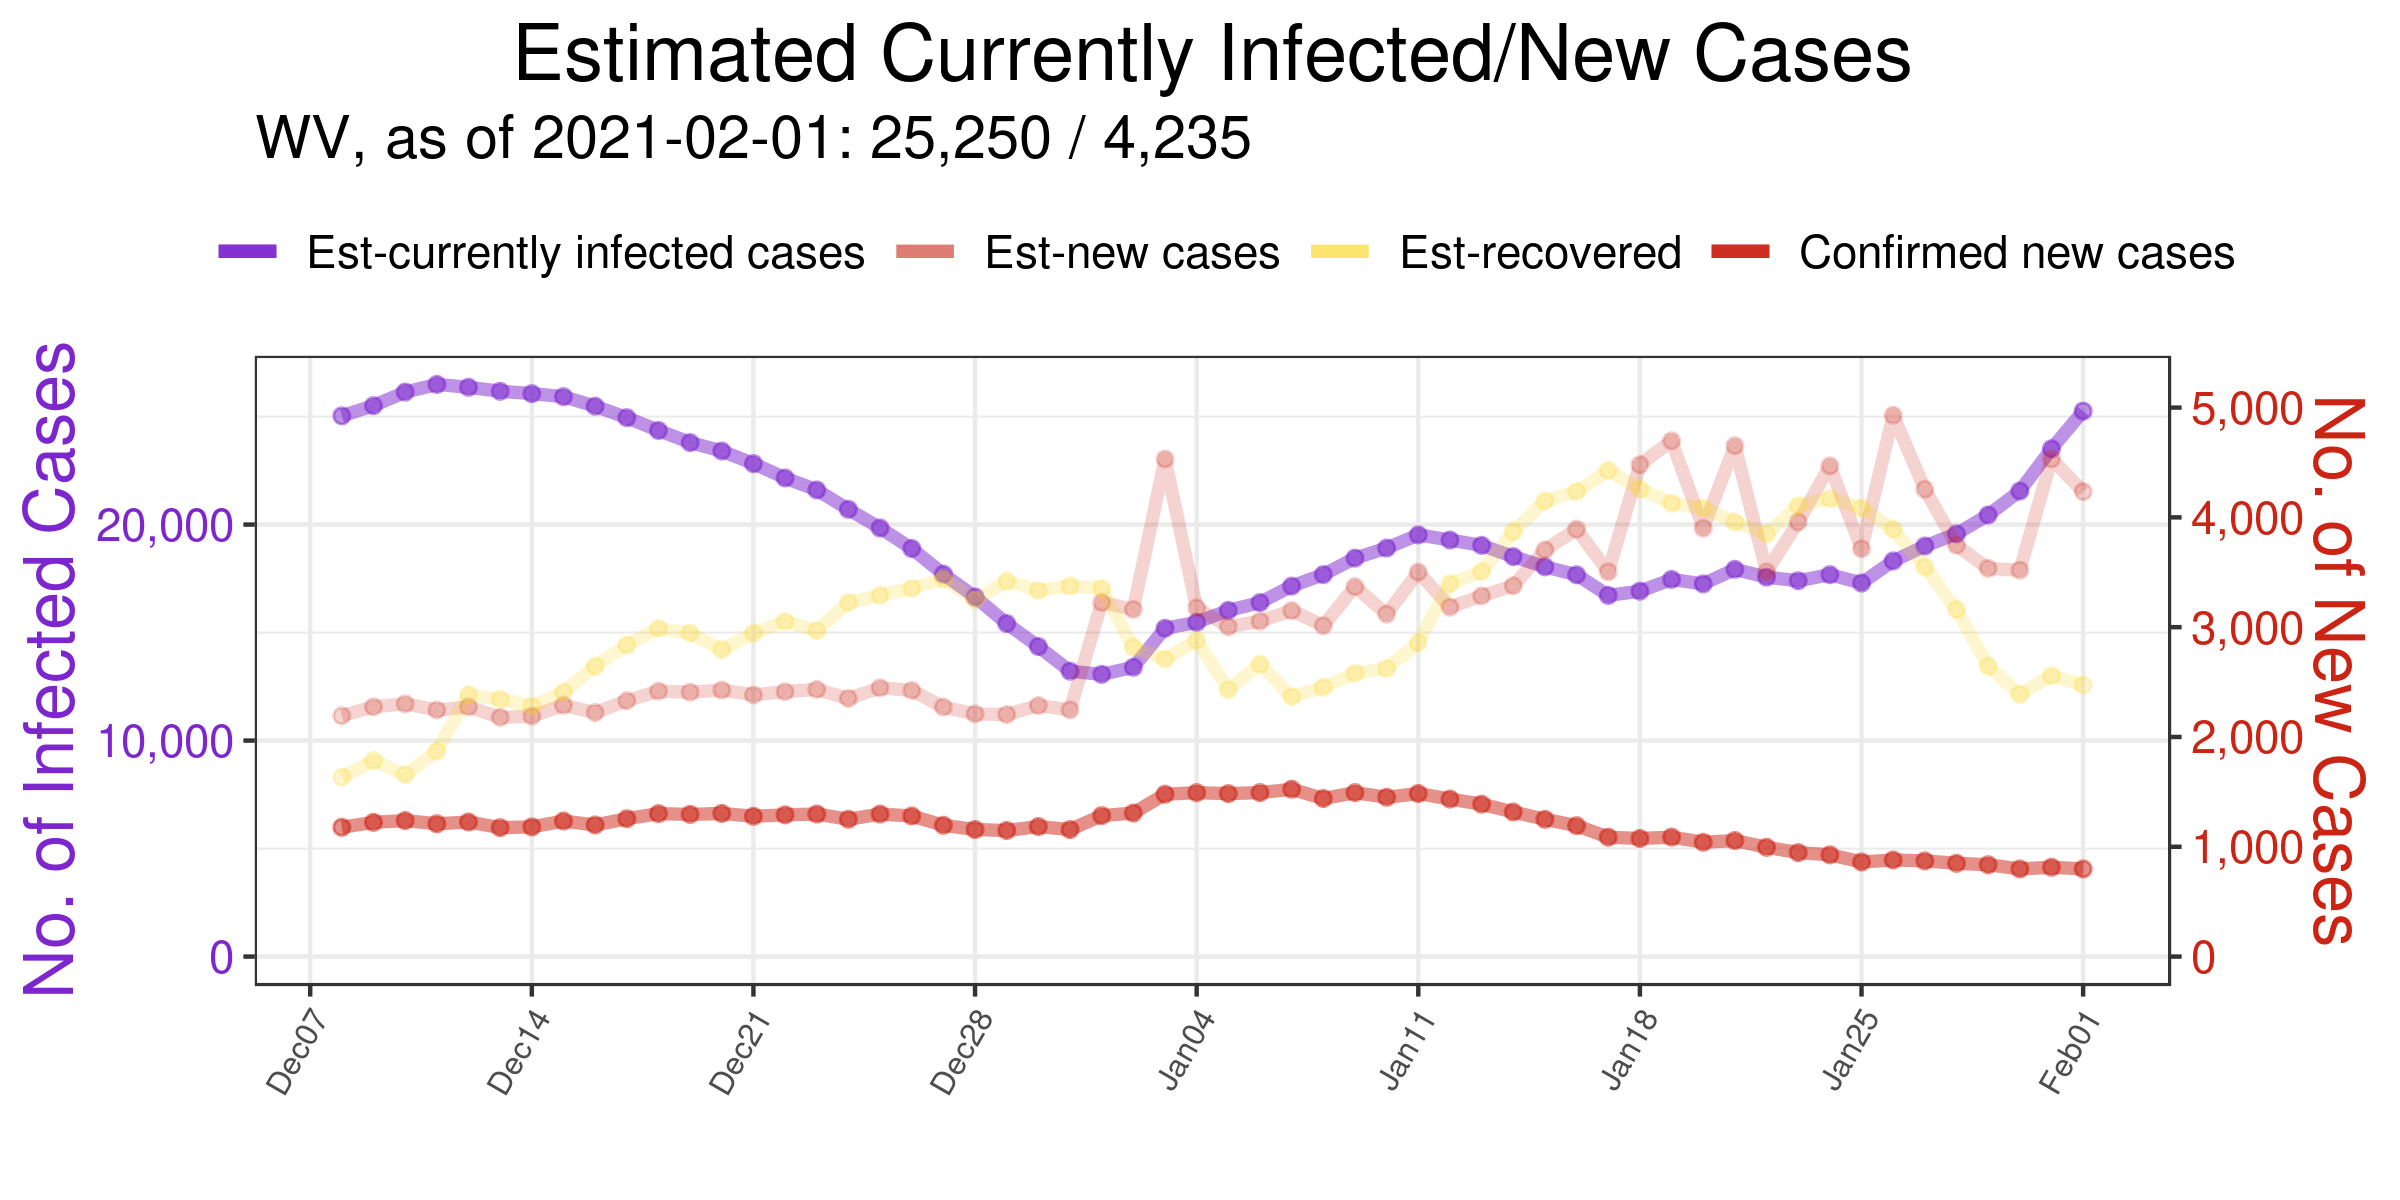 Estimated Currently Infected/New Cases
WV, as of 2021-02-01: 25,250 / 4,235
Est-currently infected cases Est-new cases Est-recovered Confirmed new cases
No. of Infected Cases
20,000
10,000
0
5,000
4,000
3,000
2,000
1,000
0
No. of New Cases
Dec07 Dec14 Dec21 Dec28 Jan04 Jan11 Jan18 Jan25 Feb01